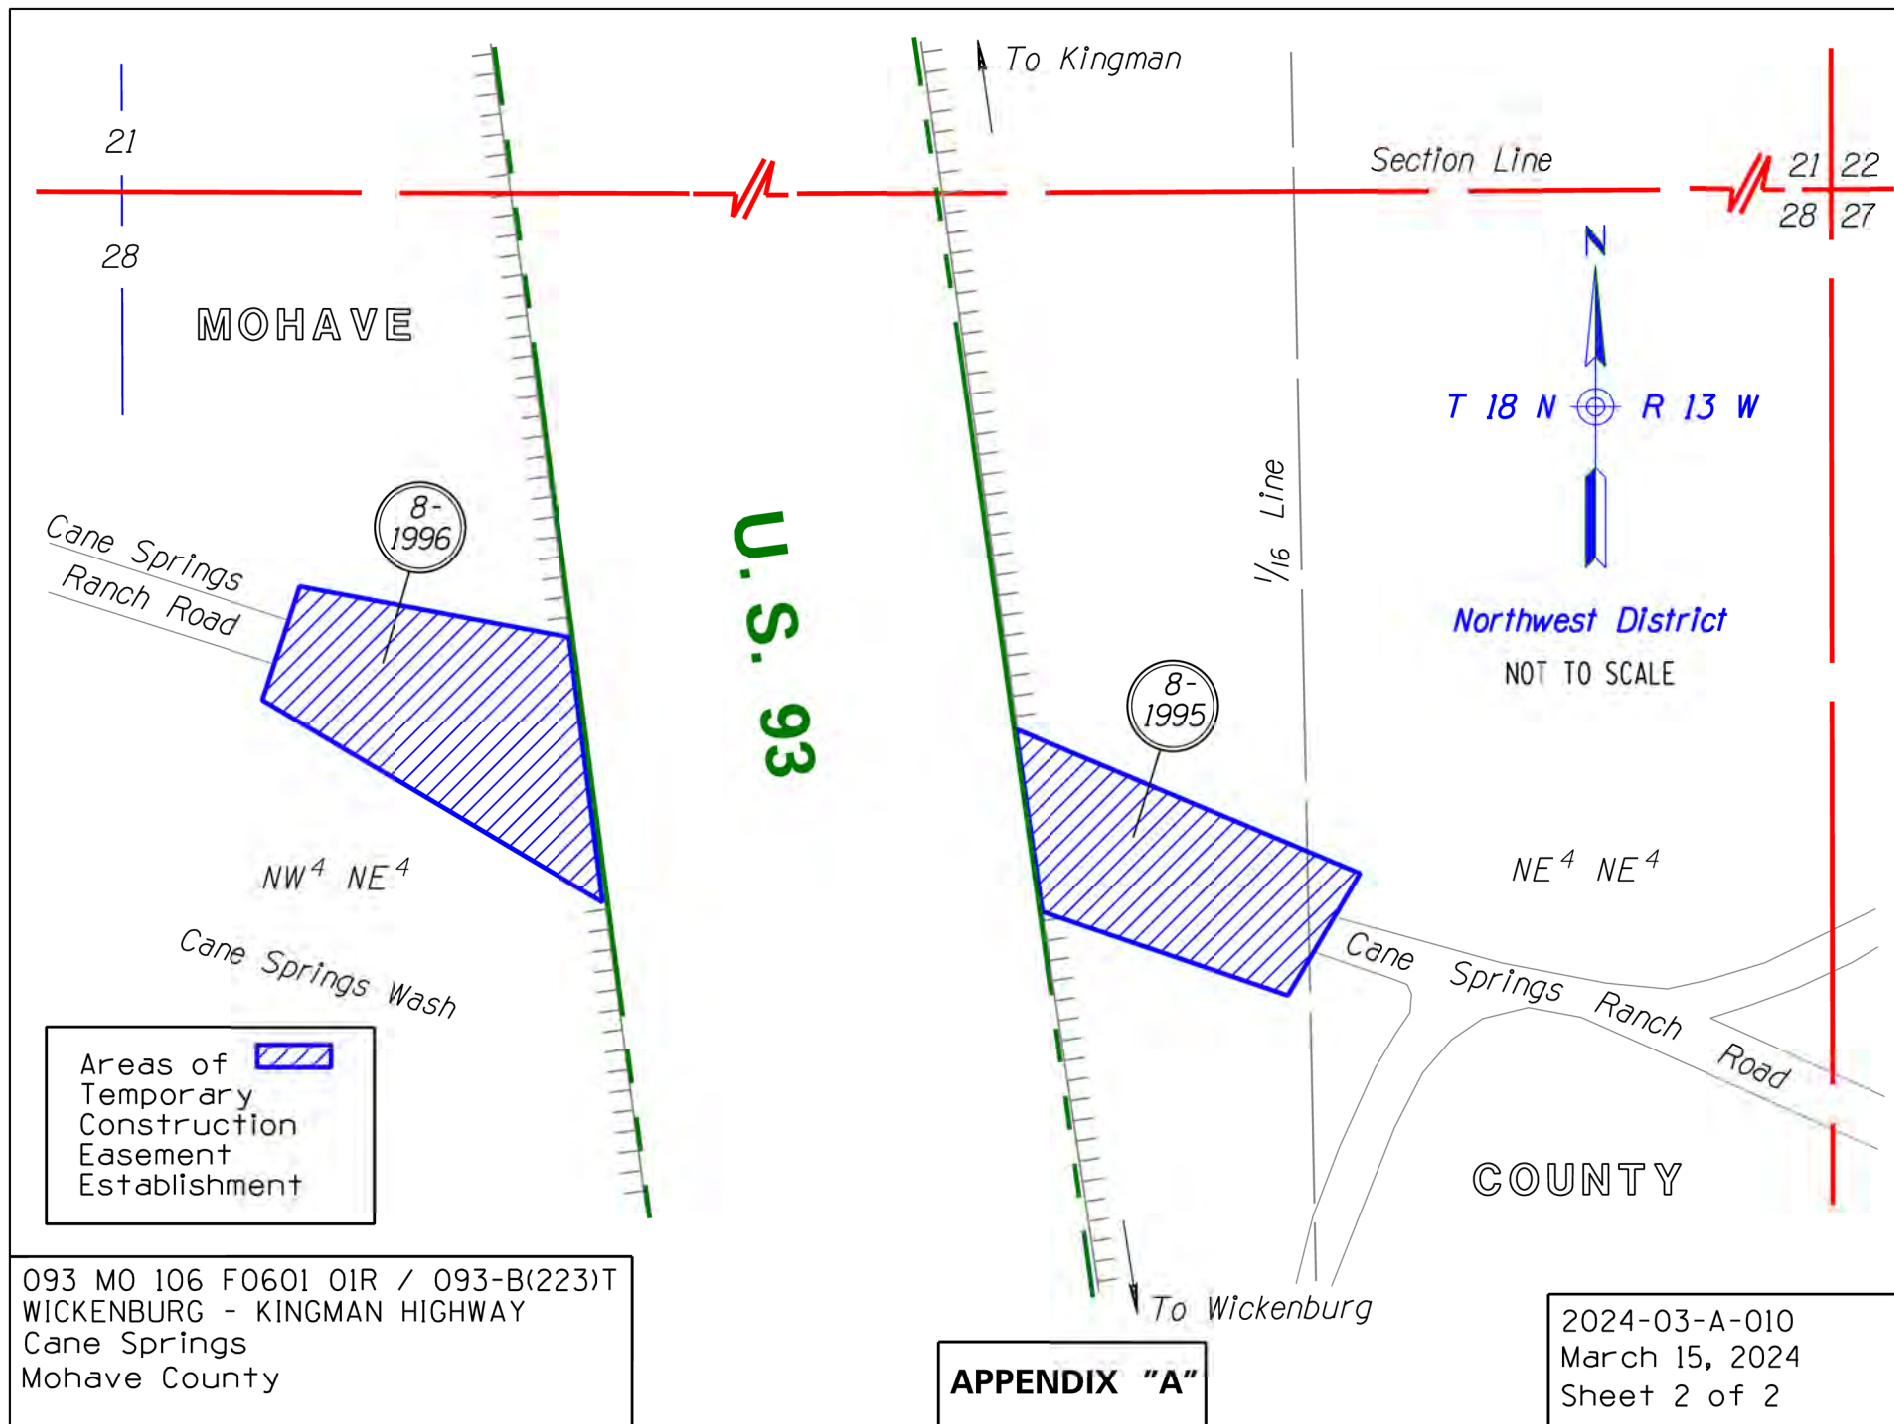 To Kingman
21
28
Section Line
21 22
28 27
N
MOHAVE
T 18 N R 13 W
1/16 Line
8-
1996
Cane Springs
Ranch Road
U.S. 93
Northwest District
NOT TO SCALE
8-
1995
NW⁴ NE⁴
NE⁴ NE⁴
Cane Springs Wash
Cane Springs Ranch Road
Areas of
Temporary
Construction
Easement
Establishment
COUNTY
To Wickenburg
093 MO 106 F0601 01R / 093-B(223)T
WICKENBURG - KINGMAN HIGHWAY
Cane Springs
Mohave County
APPENDIX "A"
2024-03-A-010
March 15, 2024
Sheet 2 of 2